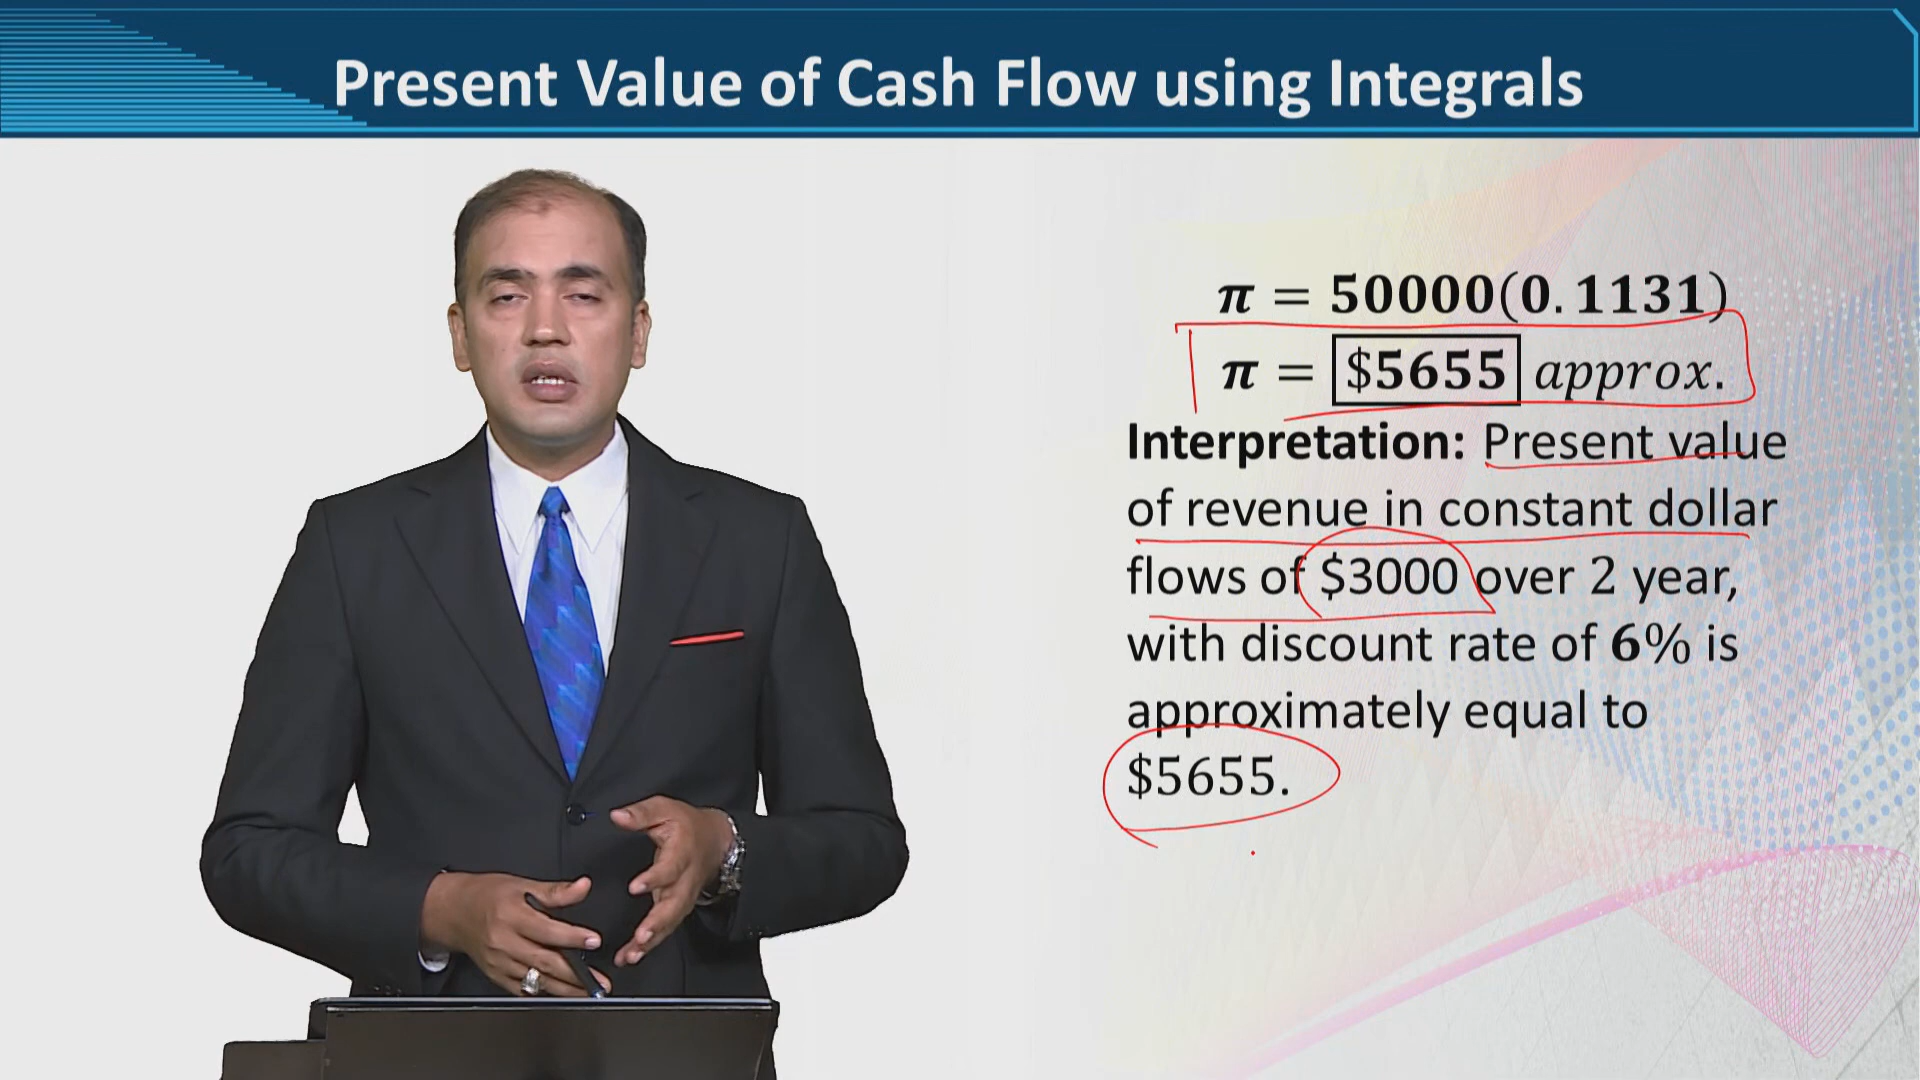 Present Value of Cash Flow using Integrals
π = 50000(0.1131)
π = $5655 approx.
Interpretation: Present value
of revenue in constant dollar
flows of $3000 over 2 year,
with discount rate of 6% is
approximately equal to
$5655.